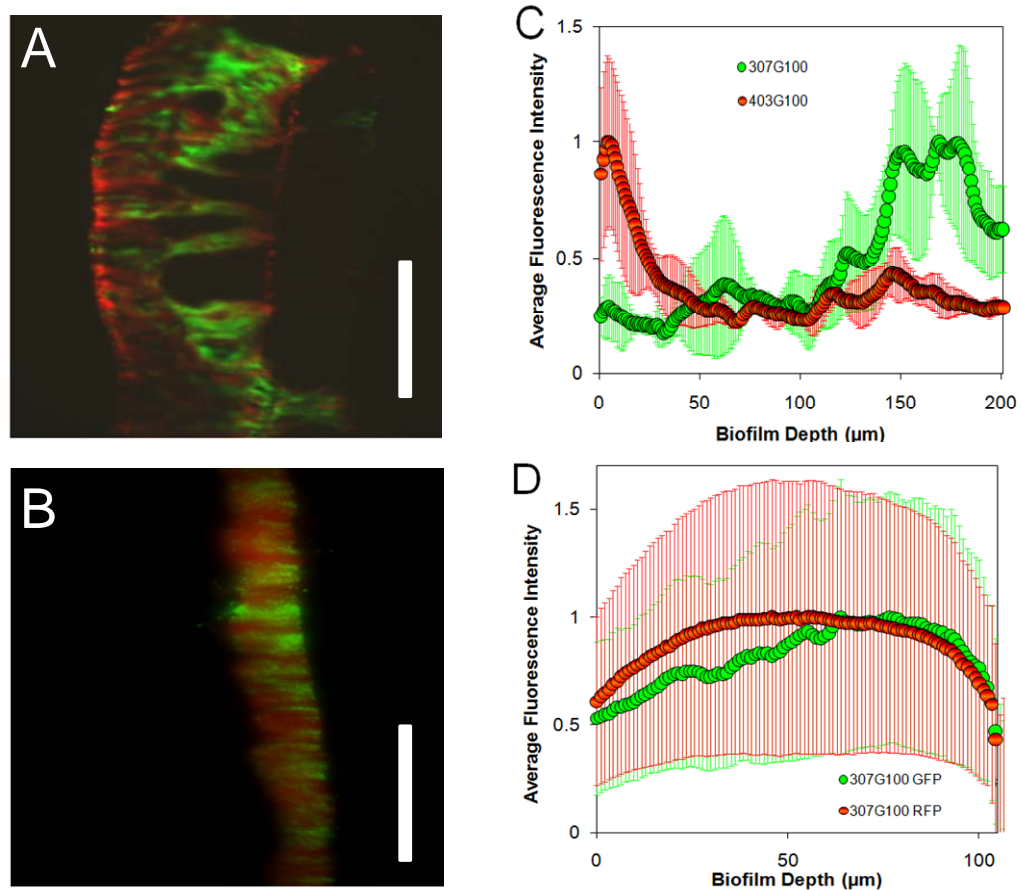 A
B
C
1.5
1
0.5
0
Average Fluorescence Intensity
307G100
403G100
0
50
100
150
200
Biofilm Depth (µm)
D
1.5
1
0.5
0
Average Fluorescence Intensity
307G100 GFP
307G100 RFP
0
50
100
Biofilm Depth (µm)